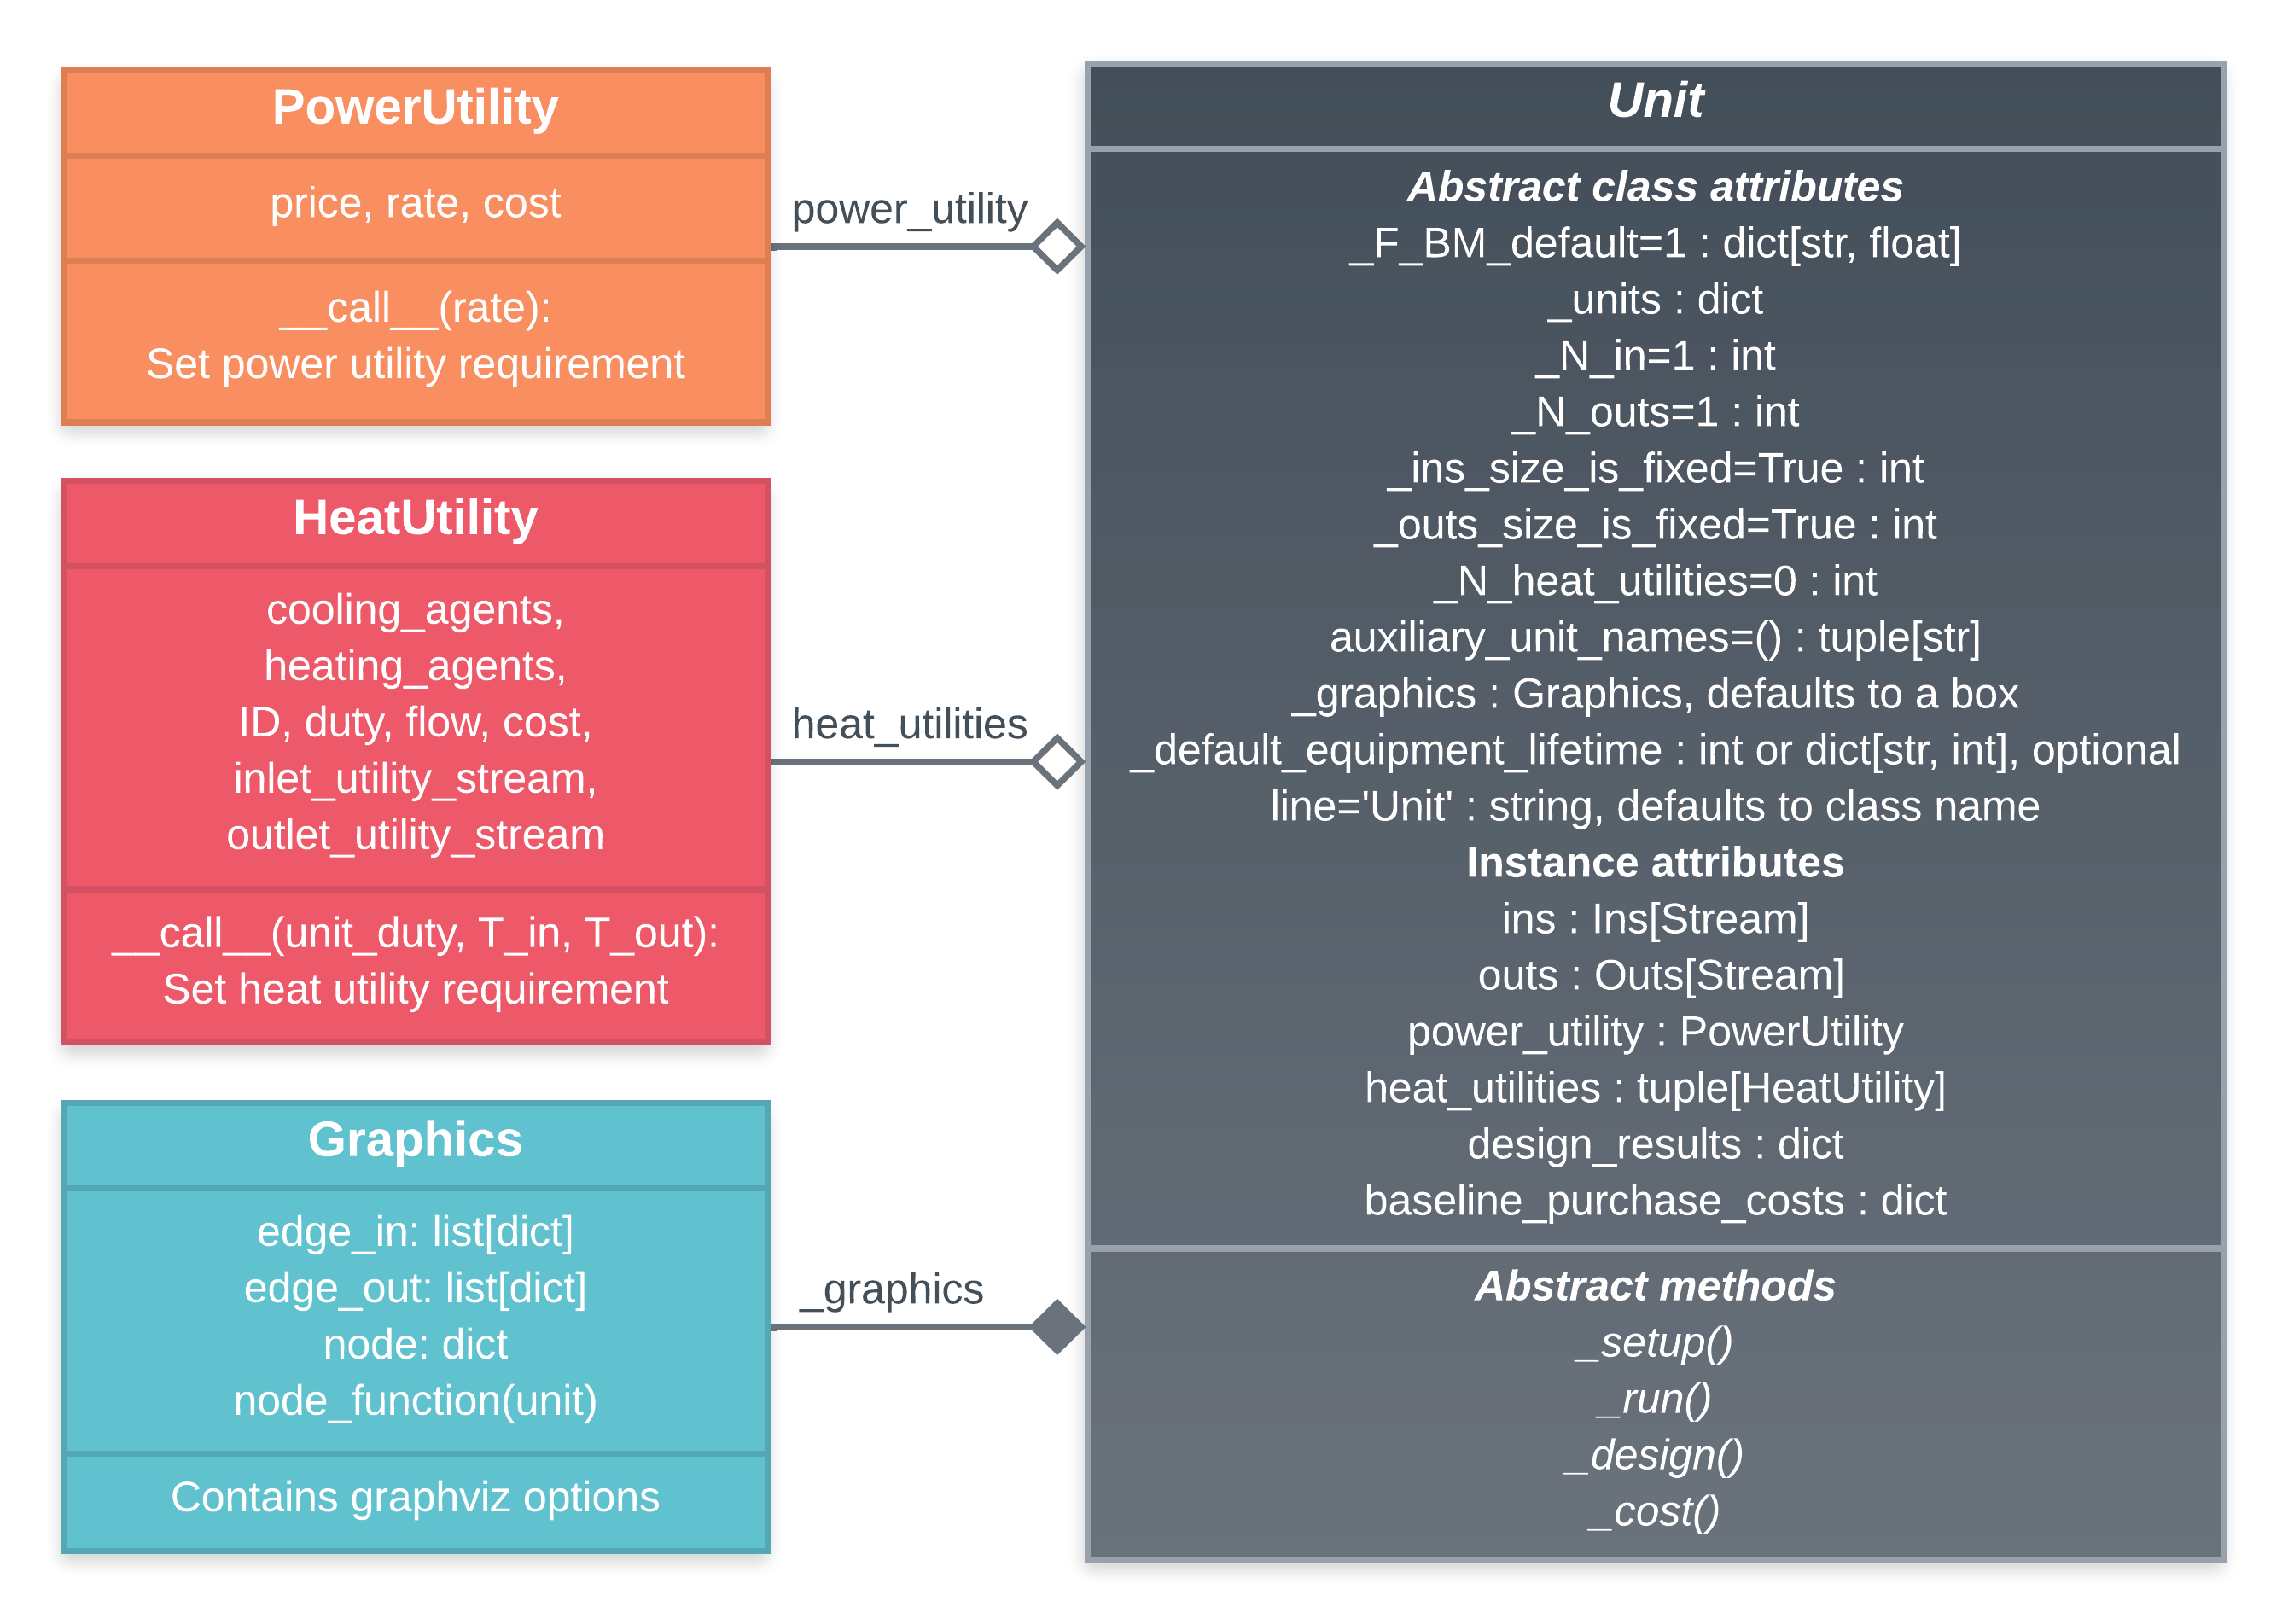 PowerUtility
price, rate, cost
__call__(rate):
Set power utility requirement
power_utility
HeatUtility
cooling_agents,
heating_agents,
ID, duty, flow, cost,
inlet_utility_stream,
outlet_utility_stream
__call__(unit_duty, T_in, T_out):
Set heat utility requirement
heat_utilities
Graphics
edge_in: list[dict]
edge_out: list[dict]
node: dict
node_function(unit)
Contains graphviz options
_graphics
Unit
Abstract class attributes
_F_BM_default=1 : dict[str, float]
_units : dict
_N_in=1 : int
_N_outs=1 : int
_ins_size_is_fixed=True : int
_outs_size_is_fixed=True : int
_N_heat_utilities=0 : int
auxiliary_unit_names=() : tuple[str]
_graphics : Graphics, defaults to a box
_default_equipment_lifetime : int or dict[str, int], optional
line='Unit' : string, defaults to class name
Instance attributes
ins : Ins[Stream]
outs : Outs[Stream]
power_utility : PowerUtility
heat_utilities : tuple[HeatUtility]
design_results : dict
baseline_purchase_costs : dict
Abstract methods
_setup()
_run()
_design()
_cost()